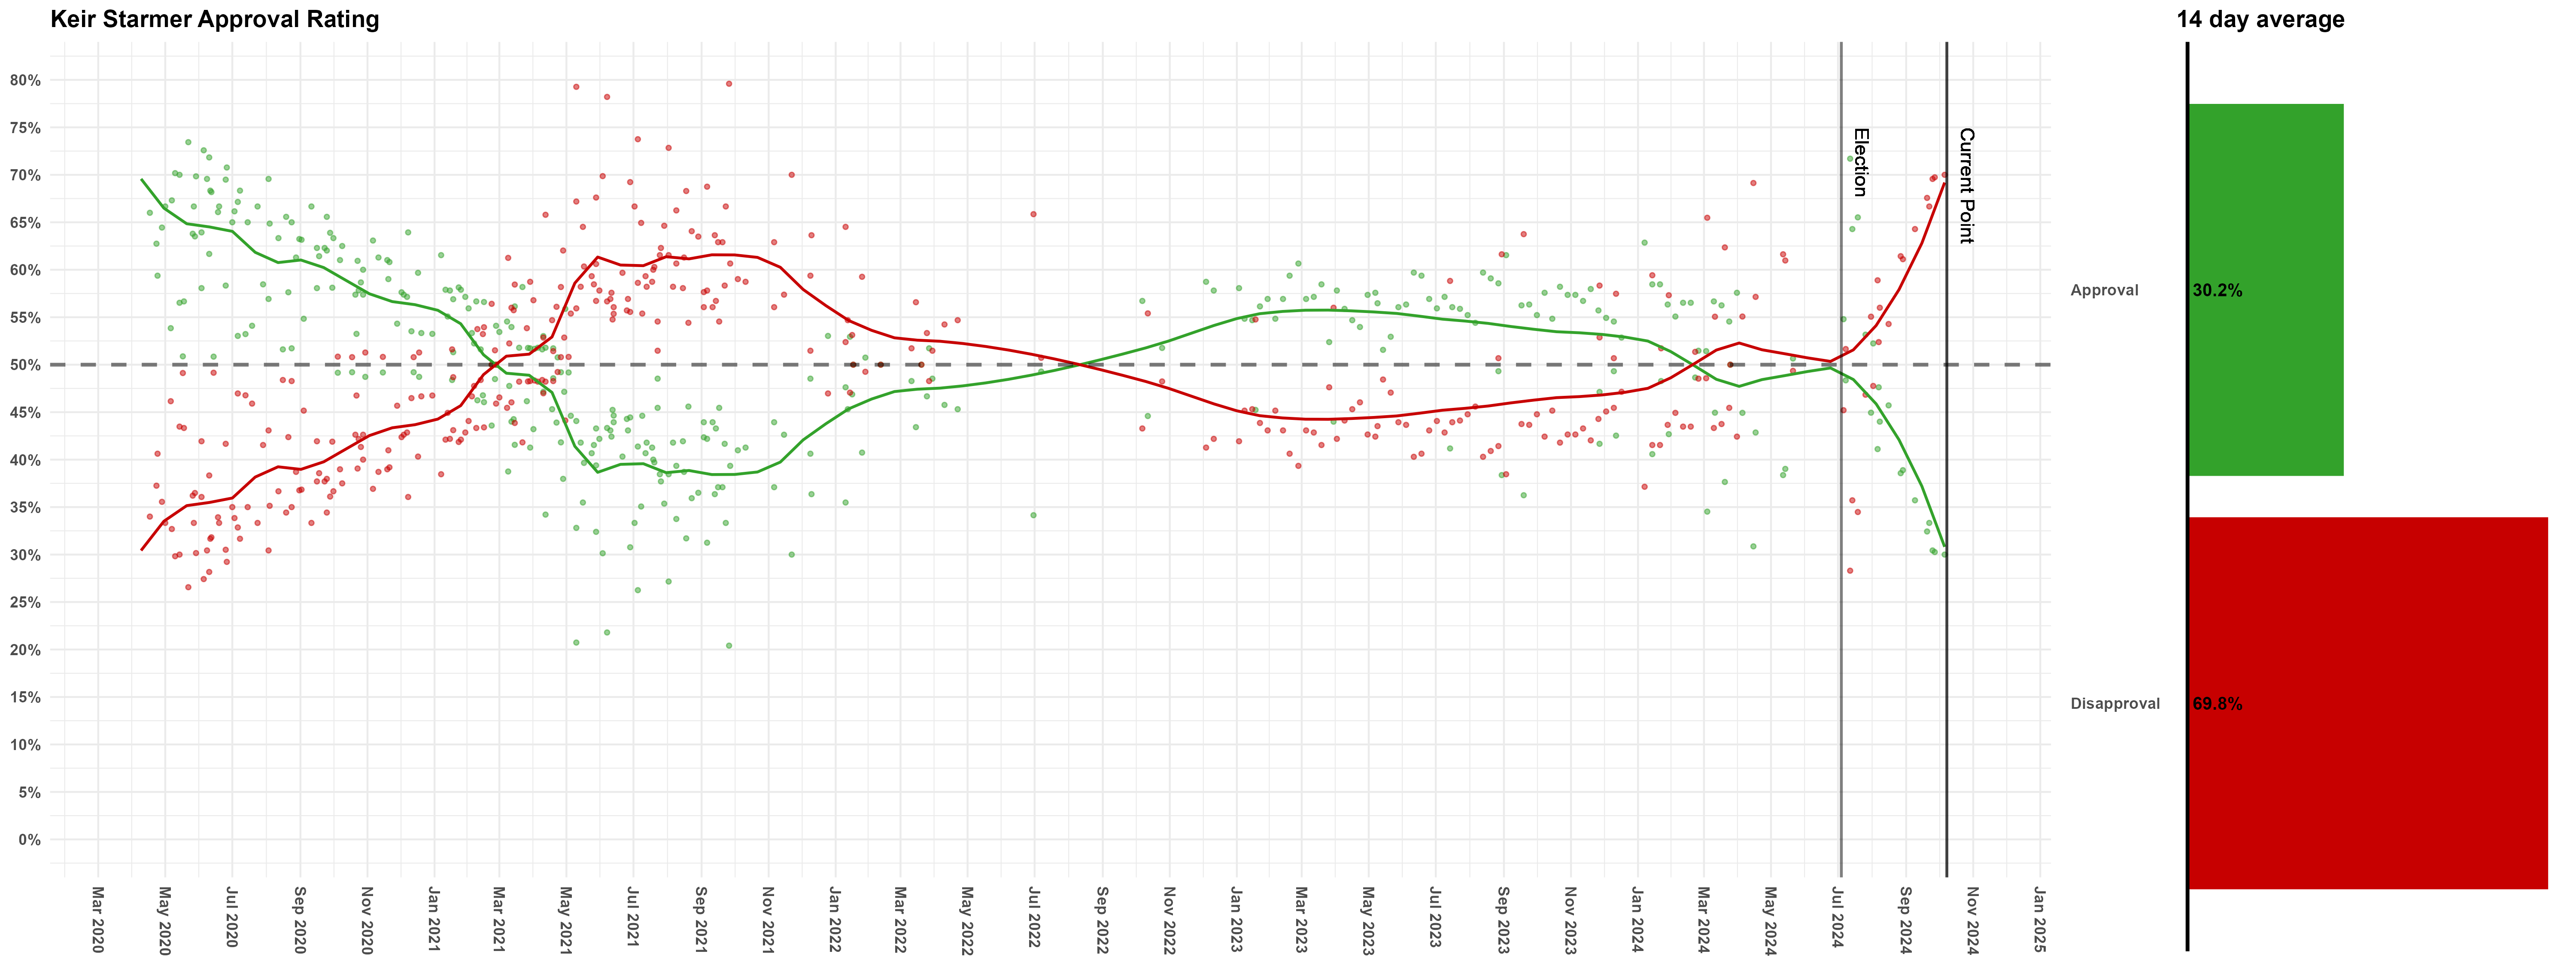 Keir Starmer Approval Rating
14 day average
80%
75%
70%
65%
60%
55%
50%
45%
40%
35%
30%
25%
20%
15%
10%
5%
0%
Election
Current Point
Mar 2020
May 2020
Jul 2020
Sep 2020
Nov 2020
Jan 2021
Mar 2021
May 2021
Jul 2021
Sep 2021
Nov 2021
Jan 2022
Mar 2022
May 2022
Jul 2022
Sep 2022
Nov 2022
Jan 2023
Mar 2023
May 2023
Jul 2023
Sep 2023
Nov 2023
Jan 2024
Mar 2024
May 2024
Jul 2024
Sep 2024
Nov 2024
Jan 2025
Approval
30.2%
Disapproval
69.8%